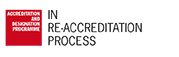 ACCREDITATION
AND
DESIGNATION
PROGRAMME
IN
RE-ACCREDITATION
PROCESS